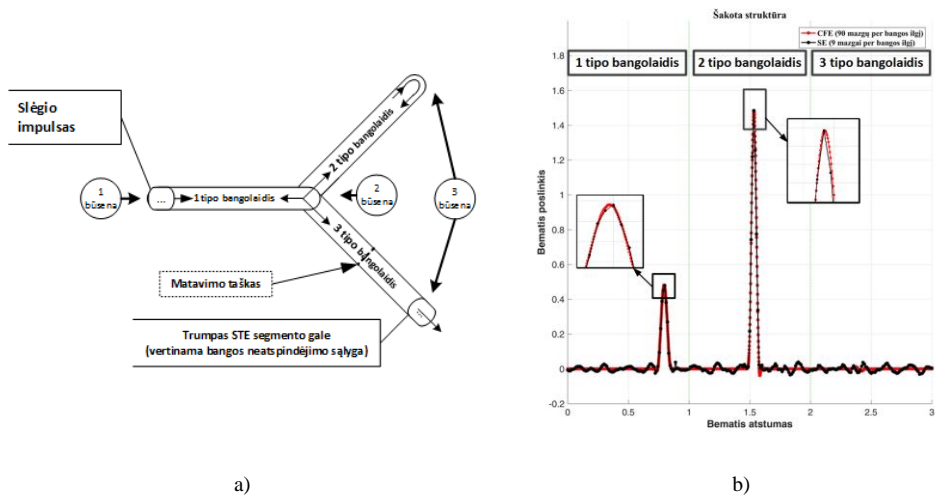 Slėgio
impulsas
1
būsena
...
1 tipo bangolaidis
2 tipo bangolaidis
3 tipo bangolaidis
2
būsena
3
būsena
Matavimo taškas
...
Trumpas STE segmento gale
(vertinama bangos neatspindėjimo sąlyga)
a)
Šakota struktūra
CFE (90 mazgų per bangos ilgį)
SE (9 mazgai per bangos ilgį)
1 tipo bangolaidis
2 tipo bangolaidis
3 tipo bangolaidis
Bematis poslinkis
1.8
1.6
1.4
1.2
1
0.8
0.6
0.4
0.2
0
-0.2
0
0.5
1
1.5
2
2.5
3
Bematis atstumas
b)